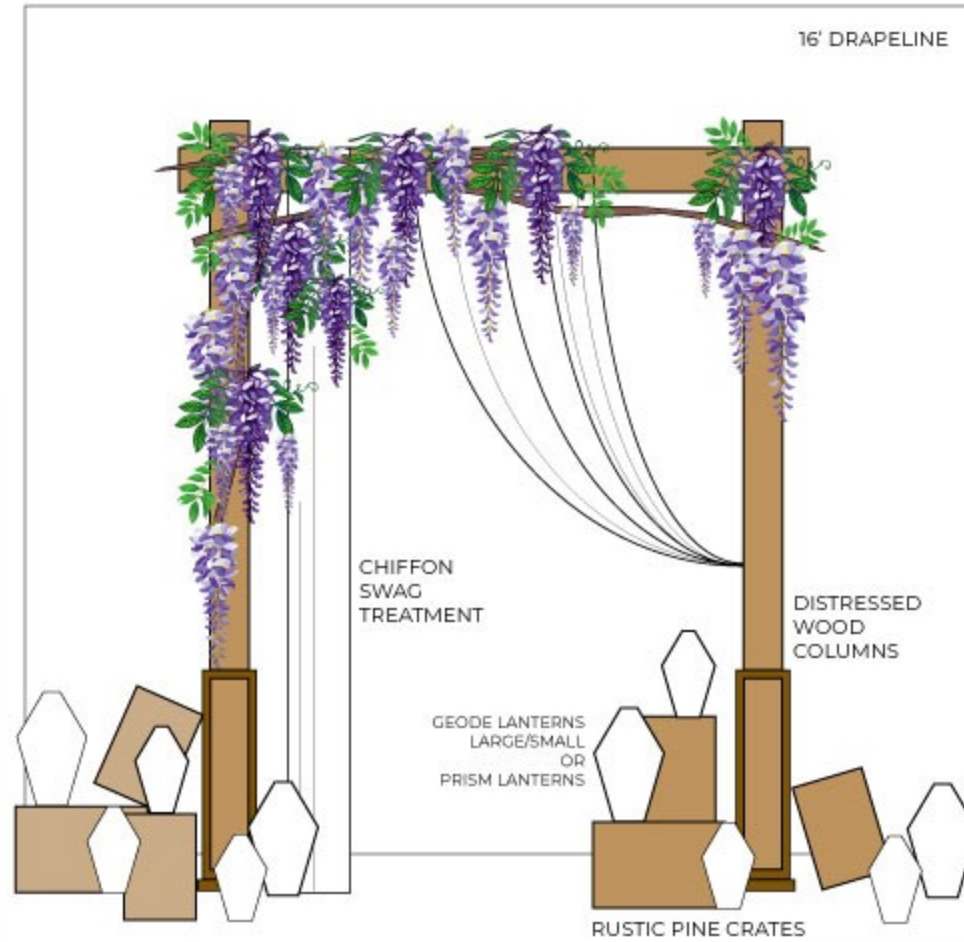 16' DRAPELINE
CHIFFON
SWAG
TREATMENT
DISTRESSED
WOOD
COLUMNS
GEODE LANTERNS
LARGE/SMALL
OR
PRISM LANTERNS
RUSTIC PINE CRATES